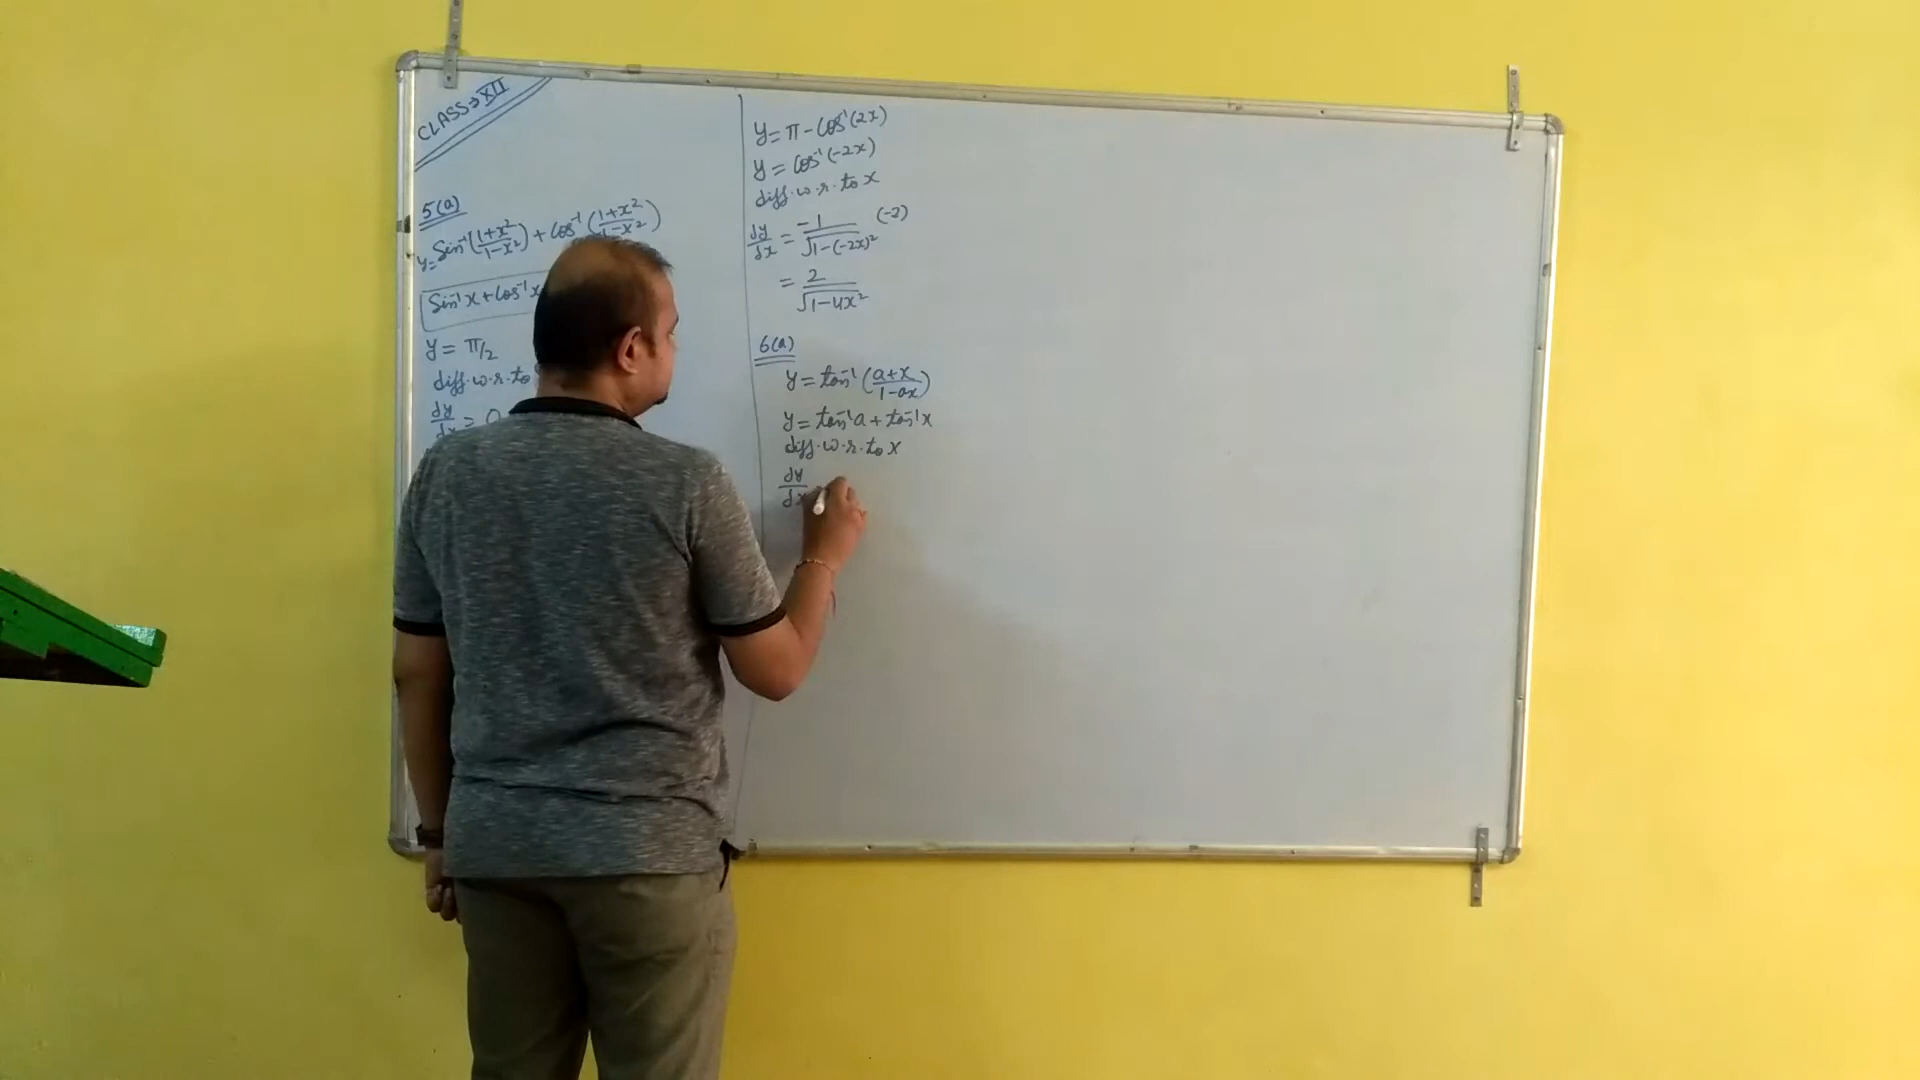 CLASS→XII
5(a)
y= Sin⁻¹(1+x²/1-x²) + Cos⁻¹(1+x²/1-x²)
Sin⁻¹x + Cos⁻¹x
y = π/2
diff. w. r. to
dy/dx = 0
y = π - Cos⁻¹(2x)
y = Cos⁻¹(-2x)
diff. w. r. to x
dy/dx = -1/√1-(-2x)² (-2)
= 2/√1-4x²
6(a)
y = tan⁻¹(a+x/1-ax)
y = tan⁻¹a + tan⁻¹x
diff. w. r. to x
dy/dx